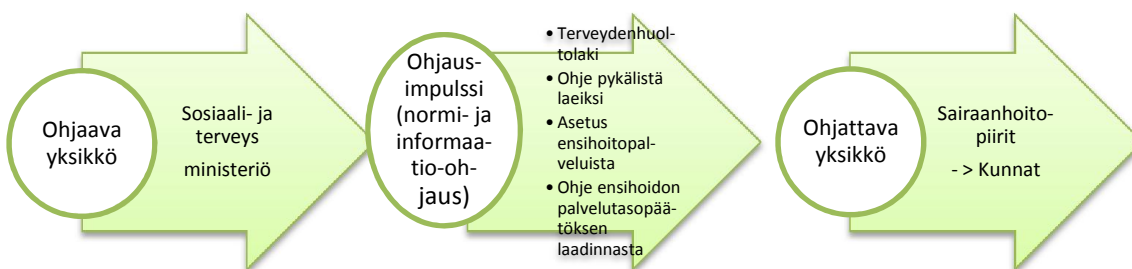 Ohjaava
yksikkö
Sosiaali- ja
terveys
ministeriö
Ohjaus-
impulssi
(normi- ja
informaa-
tio-oh-
jaus)
• Terveydenhuol-
tolaki
• Ohje pykälistä
laeiksi
• Asetus
ensihoitopal-
veluista
• Ohje ensihoidon
palvelutasopää-
töksen
laadinnasta
Ohjattava
yksikkö
Sairaanhoito-
piirit
- > Kunnat